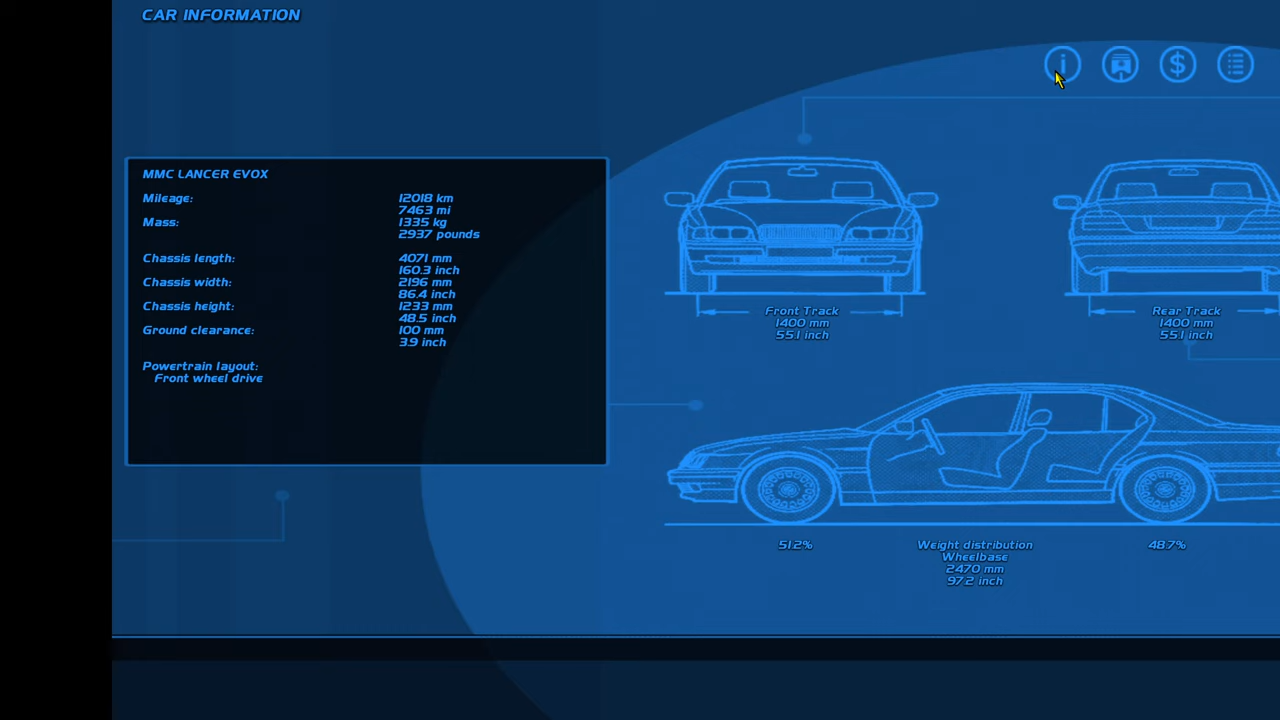 CAR INFORMATION
MMC LANCER EVOX
Mileage: 12018 km
7463 mi
Mass: 1335 kg
2937 pounds
Chassis length: 4071 mm
160.3 inch
Chassis width: 2196 mm
86.4 inch
Chassis height: 1233 mm
48.5 inch
Ground clearance: 100 mm
3.9 inch
Powertrain layout:
Front wheel drive
Front Track
1400 mm
55.1 inch
Rear Track
1400 mm
55.1 inch
51.2%
Weight distribution
48.7%
Wheelbase
2470 mm
97.2 inch